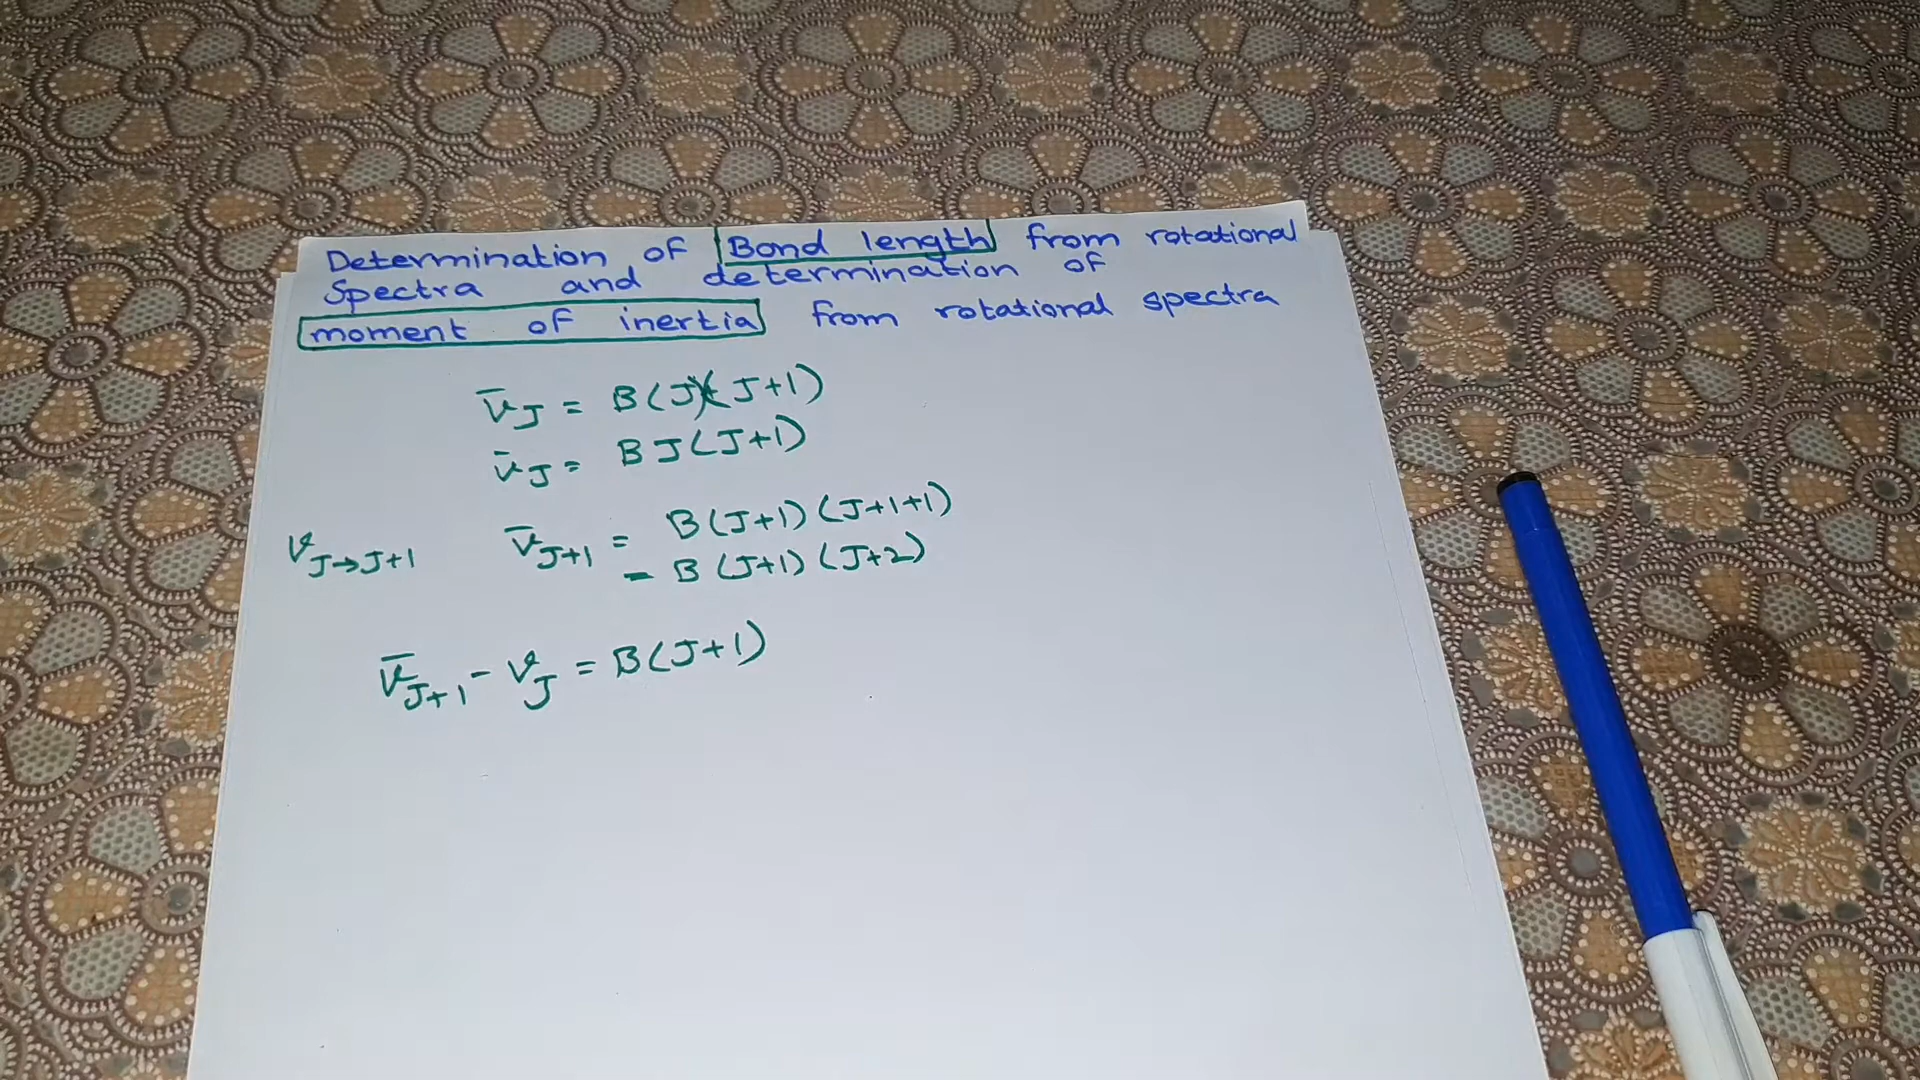 Determination of Bond length from rotational
Spectra and determination of
moment of inertia from rotational spectra
ν̄J = B(J)(J+1)
ν̄J = BJ(J+1)
νJ→J+1 ν̄J+1 = B(J+1)(J+1+1)
= B(J+1)(J+2)
ν̄J+1 - νJ = B(J+1)